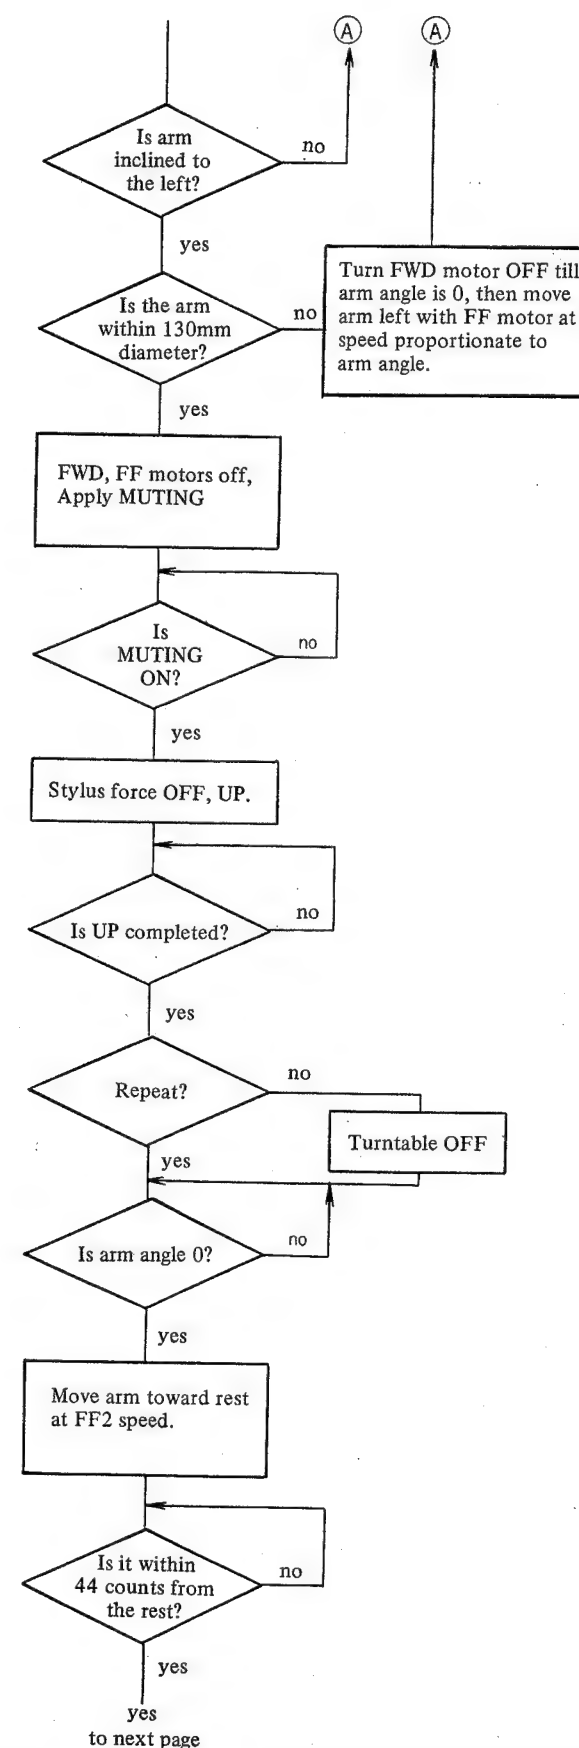 A
A
Is arm
inclined to
the left?
no
yes
Turn FWD motor OFF till
arm angle is 0, then move
arm left with FF motor at
speed proportionate to
arm angle.
Is the arm
within 130mm
diameter?
no
yes
FWD, FF motors off,
Apply MUTING
Is
MUTING
ON?
no
yes
Stylus force OFF, UP.
Is UP completed?
no
yes
Repeat?
no
Turntable OFF
yes
Is arm angle 0?
no
yes
Move arm toward rest
at FF2 speed.
Is it within
44 counts from
the rest?
no
yes
yes
to next page